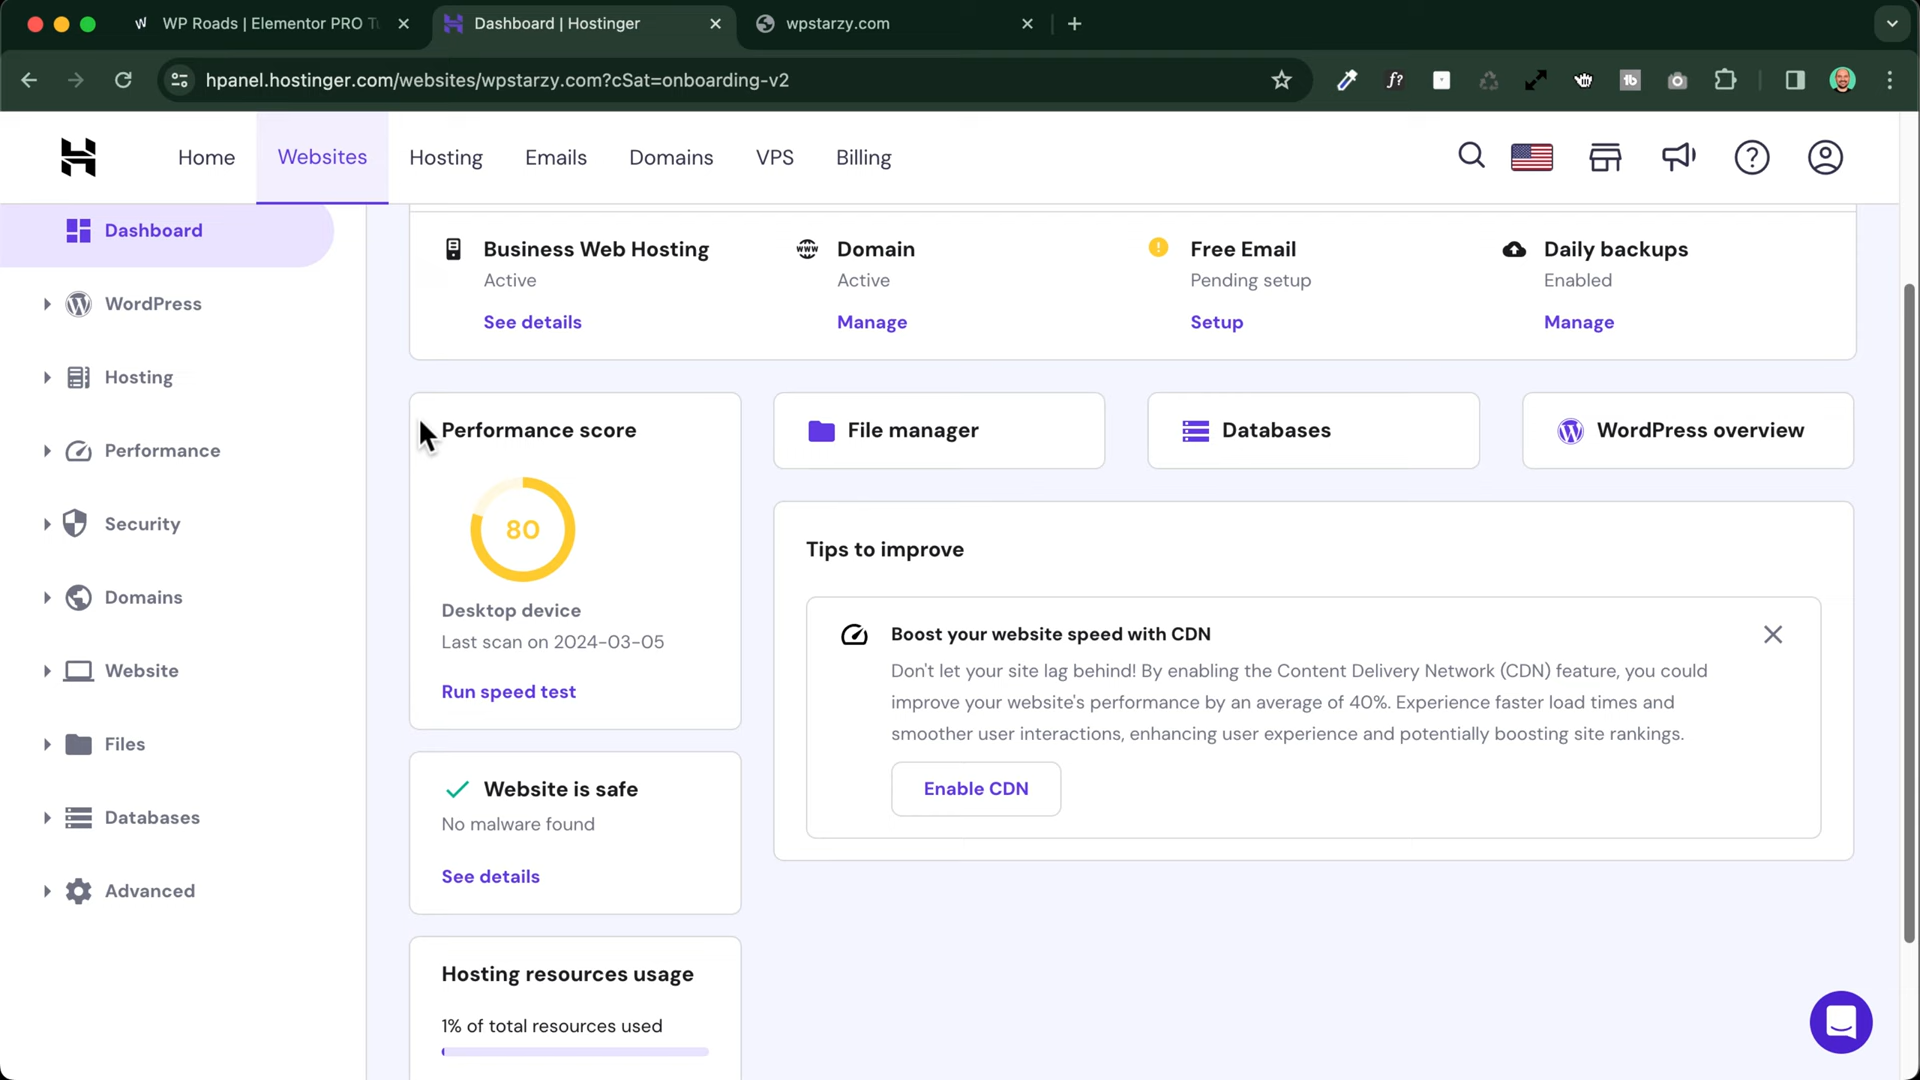 WP Roads | Elementor PRO
Dashboard | Hostinger
wpstarzy.com
hpanel.hostinger.com/websites/wpstarzy.com?cSat=onboarding-v2
f?
tb
Home
Websites
Hosting
Emails
Domains
VPS
Billing
Dashboard
WordPress
Hosting
Performance
Security
Domains
Website
Files
Databases
Advanced
Business Web Hosting
Active
See details
www
Domain
Active
Manage
Free Email
Pending setup
Setup
Daily backups
Enabled
Manage
Performance score
80
Desktop device
Last scan on 2024-03-05
Run speed test
File manager
Databases
WordPress overview
Tips to improve
Boost your website speed with CDN
Don't let your site lag behind! By enabling the Content Delivery Network (CDN) feature, you could
improve your website's performance by an average of 40%. Experience faster load times and
smoother user interactions, enhancing user experience and potentially boosting site rankings.
Enable CDN
Website is safe
No malware found
See details
Hosting resources usage
1% of total resources used